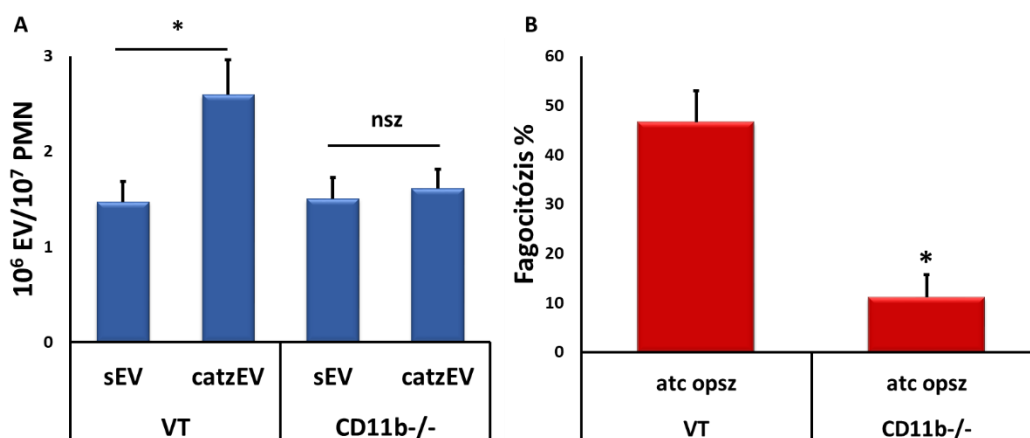 A
*
nsz
3
2
1
0
10⁶ EV/10⁷ PMN
sEV catzEV sEV catzEV
VT CD11b-/-
B
*
60
50
40
30
20
10
0
Fagocitózis %
atc opsz atc opsz
VT CD11b-/-